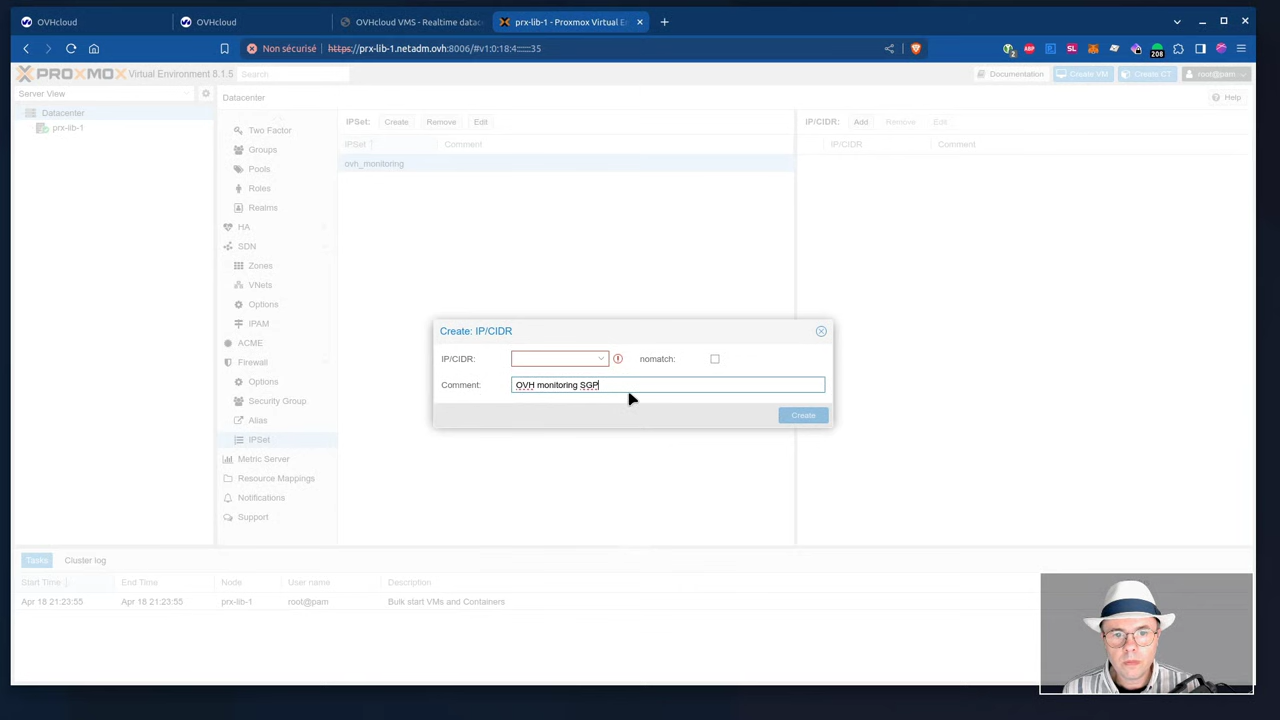 OVHcloud
OVHcloud
OVHcloud VMS - Realtime datac
prx-lib-1 - Proxmox Virtual En
Non sécurisé
https://prx-lib-1.netadm.ovh:8006/#v1:0:18:4::::::35
208
PROXMOX Virtual Environment 8.1.5
Search
Documentation
Create VM
Create CT
root@pam
Server View
Datacenter
Help
Datacenter
prx-lib-1
Two Factor
Groups
Pools
Roles
Realms
HA
SDN
Zones
VNets
Options
IPAM
ACME
Firewall
Options
Security Group
Alias
IPSet
Metric Server
Resource Mappings
Notifications
Support
IPSet: Create Remove Edit
IPSet Comment
ovh_monitoring
IP/CIDR: Add Remove Edit
IP/CIDR Comment
Create: IP/CIDR
IP/CIDR: nomatch:
Comment: OVH monitoring SGP
Create
Tasks Cluster log
Start Time End Time Node User name Description
Apr 18 21:23:55 Apr 18 21:23:55 prx-lib-1 root@pam Bulk start VMs and Containers